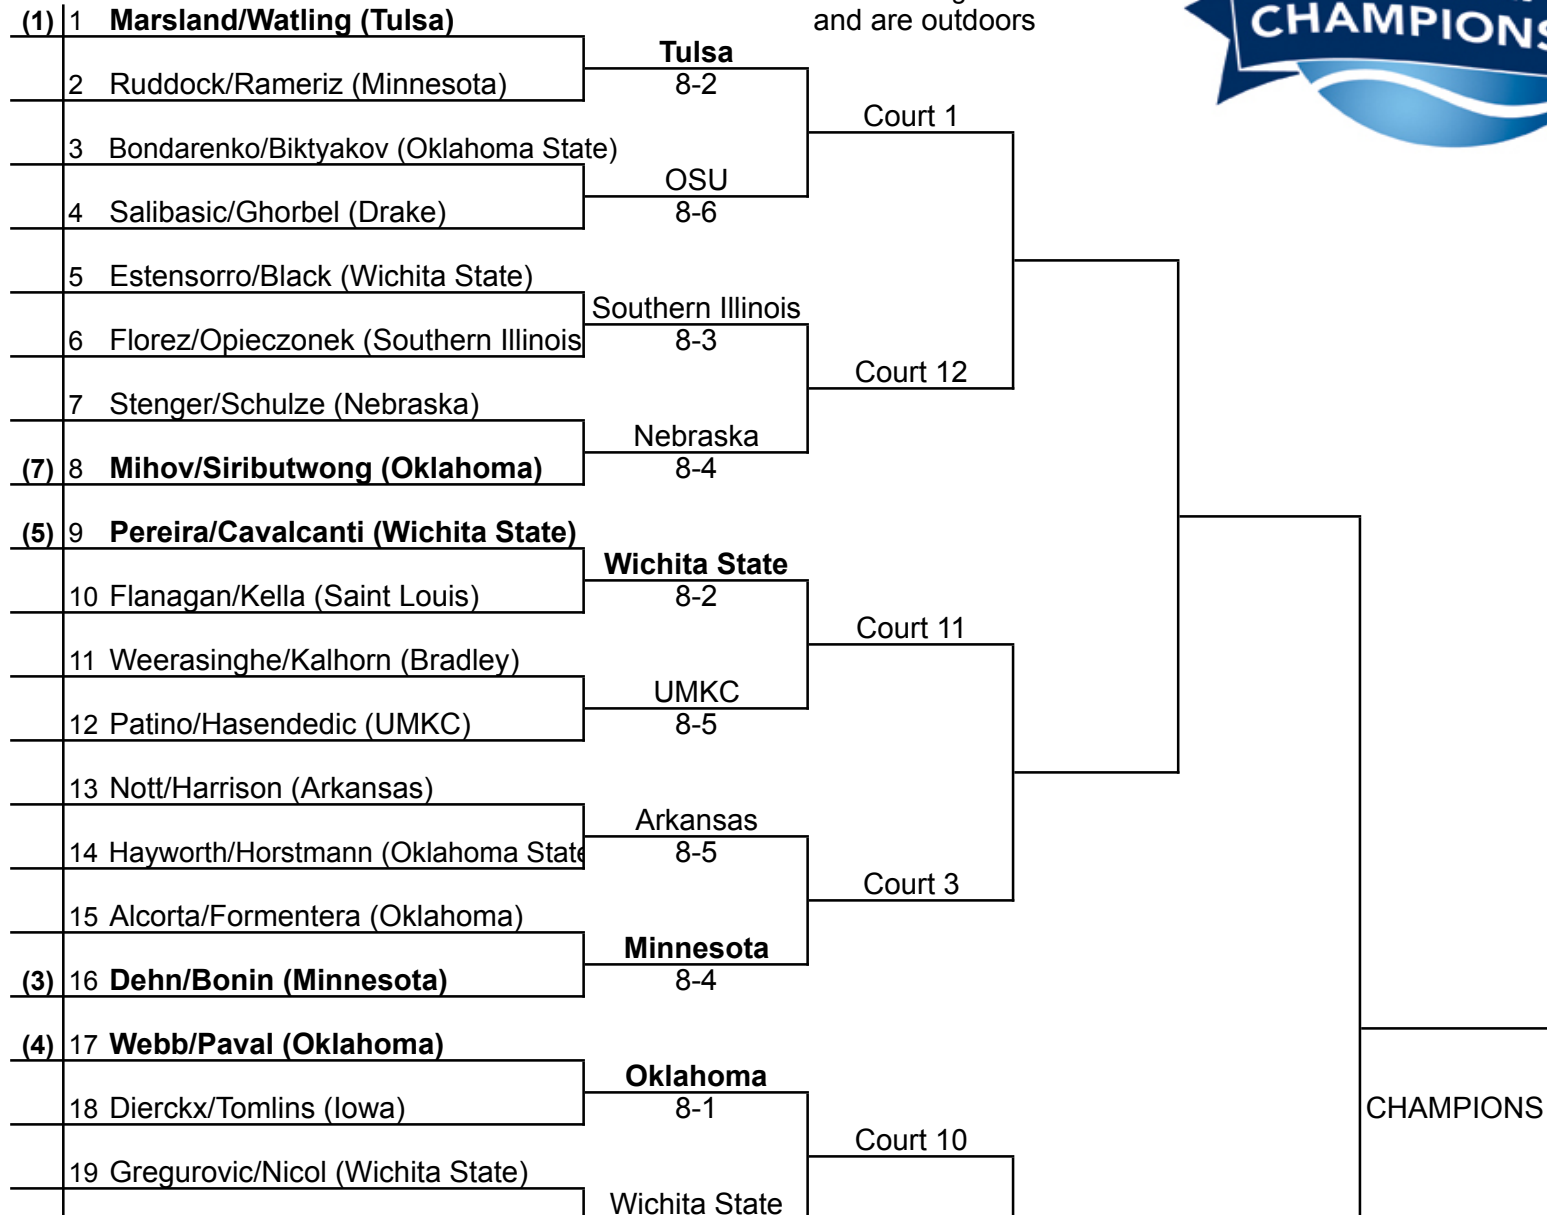 and are outdoors
CHAMPIONS
(1) 1 Marsland/Watling (Tulsa)
Tulsa
2 Ruddock/Rameriz (Minnesota)
8-2
Court 1
3 Bondarenko/Biktyakov (Oklahoma State)
OSU
4 Salibasic/Ghorbel (Drake)
8-6
5 Estensorro/Black (Wichita State)
Southern Illinois
6 Florez/Opieczonek (Southern Illinois
8-3
Court 12
7 Stenger/Schulze (Nebraska)
Nebraska
(7) 8 Mihov/Siributwong (Oklahoma)
8-4
(5) 9 Pereira/Cavalcanti (Wichita State)
Wichita State
10 Flanagan/Kella (Saint Louis)
8-2
Court 11
11 Weerasinghe/Kalhorn (Bradley)
UMKC
12 Patino/Hasendedic (UMKC)
8-5
13 Nott/Harrison (Arkansas)
Arkansas
14 Hayworth/Horstmann (Oklahoma State
8-5
Court 3
15 Alcorta/Formentera (Oklahoma)
Minnesota
(3) 16 Dehn/Bonin (Minnesota)
8-4
(4) 17 Webb/Paval (Oklahoma)
Oklahoma
18 Dierckx/Tomlins (Iowa)
8-1
CHAMPIONS
Court 10
19 Gregurovic/Nicol (Wichita State)
Wichita State